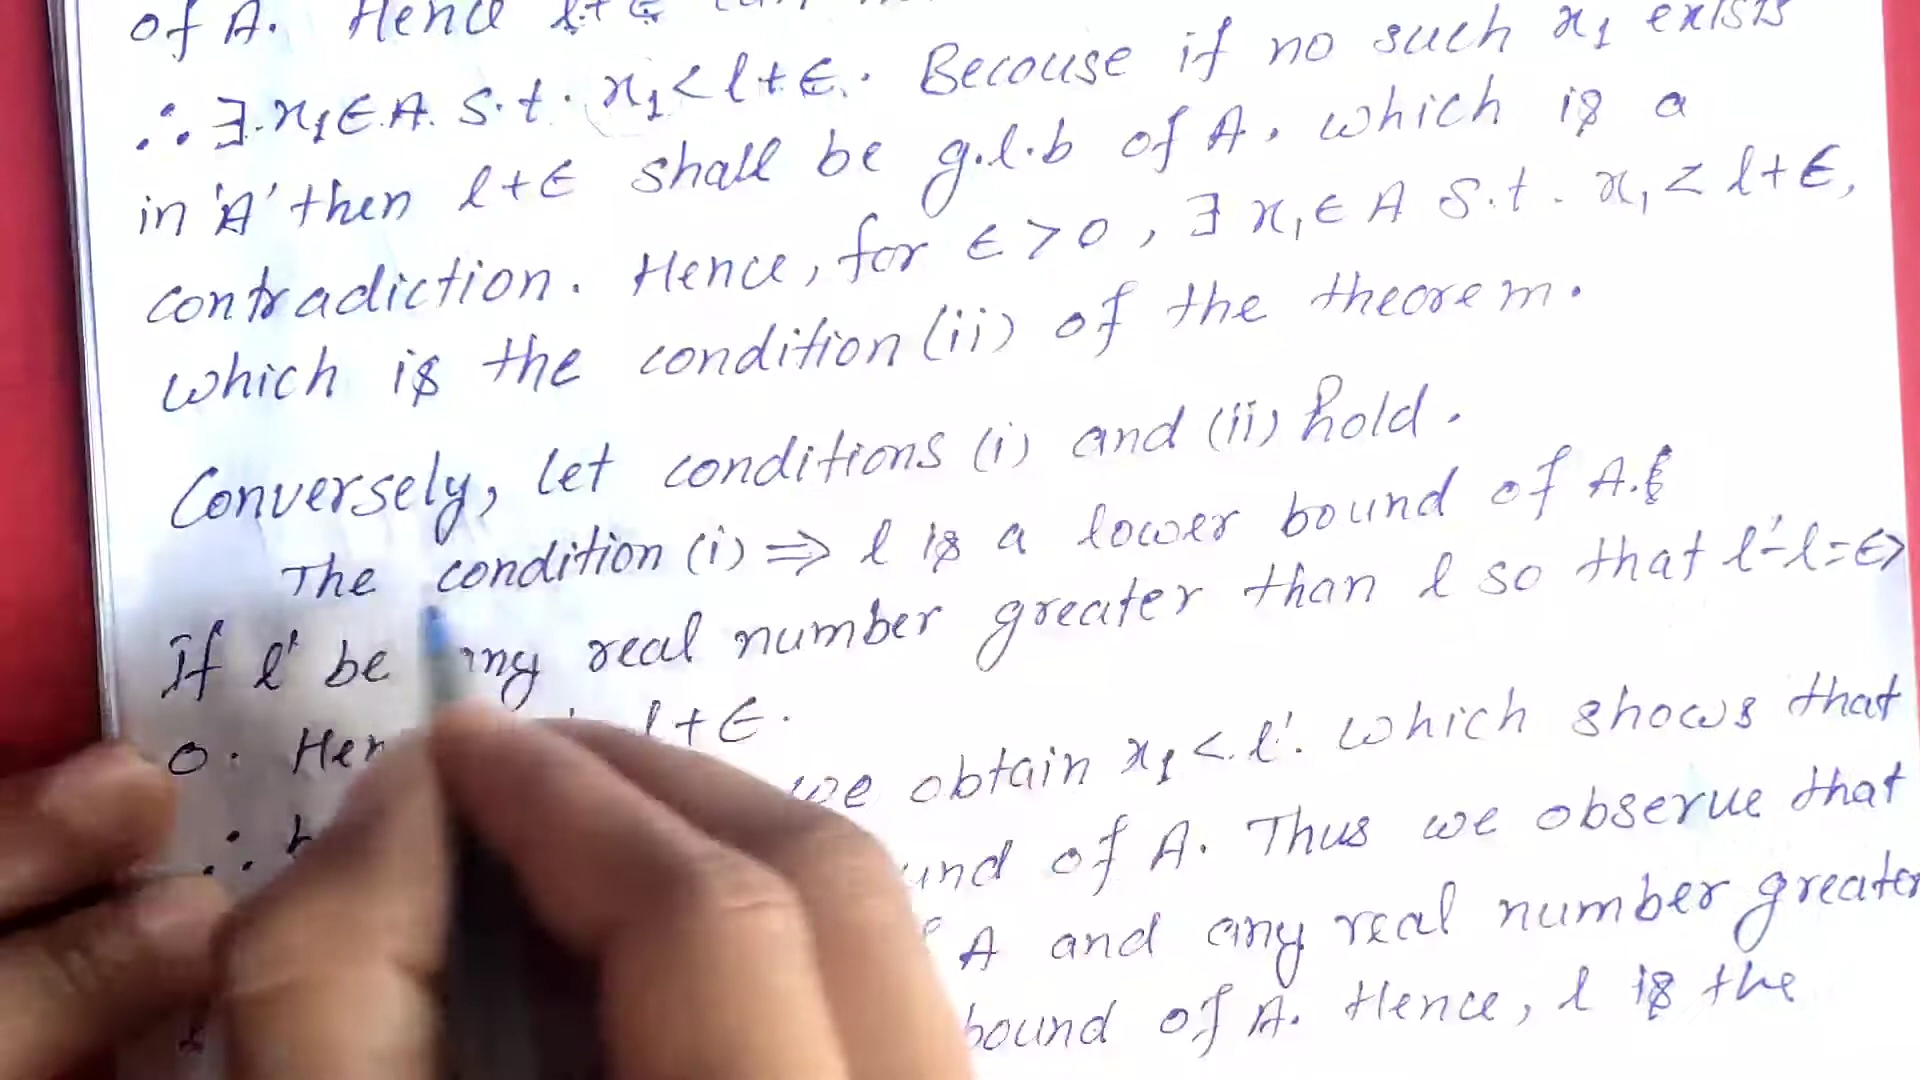 of A. Hence l+ϵ
∴ ∃ x₁ ∈ A s.t. x₁ < l+ϵ. Becouse if no such x₁ exists
in 'A' then l+ϵ shall be g.l.b of A, which is a
contradiction. Hence, for ϵ > 0, ∃ x₁ ∈ A s.t. x₁ < l+ϵ,
which is the condition (ii) of the theorem.
Conversely, let conditions (i) and (ii) hold.
The condition (i) ⇒ l is a lower bound of A.
If l' be any real number greater than l so that l'-l=ϵ>
0. l+ϵ.
∴ we obtain x₁ < l'. which shows that
of A. Thus we observe that
A and any real number greater
bound of A. Hence, l is the